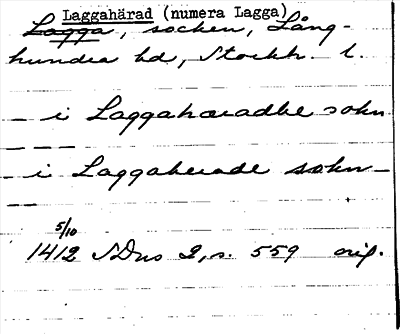 Laggahärad (numera Lagga)
Lagga, socken, Lång-
hundra hd, Stockh. l.
— i Laggahæradhe sokn
— — —
— i Laggaherade sokn —
— —
5/10
1412 SDns 2, s. 559 orig.